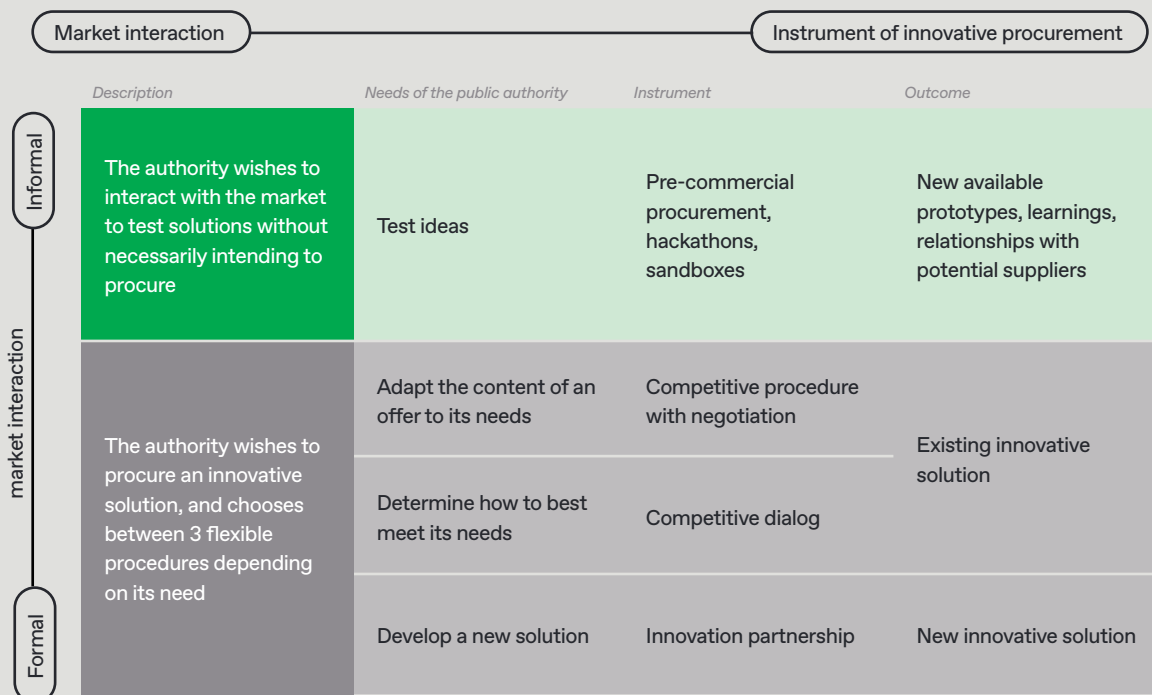 Market interaction
Instrument of innovative procurement
Description
Needs of the public authority
Instrument
Outcome
Informal
market interaction
Formal
The authority wishes to
interact with the market
to test solutions without
necessarily intending to
procure
Test ideas
Pre-commercial
procurement,
hackathons,
sandboxes
New available
prototypes, learnings,
relationships with
potential suppliers
The authority wishes to
procure an innovative
solution, and chooses
between 3 flexible
procedures depending
on its need
Adapt the content of an
offer to its needs
Competitive procedure
with negotiation
Existing innovative
solution
Determine how to best
meet its needs
Competitive dialog
Develop a new solution
Innovation partnership
New innovative solution